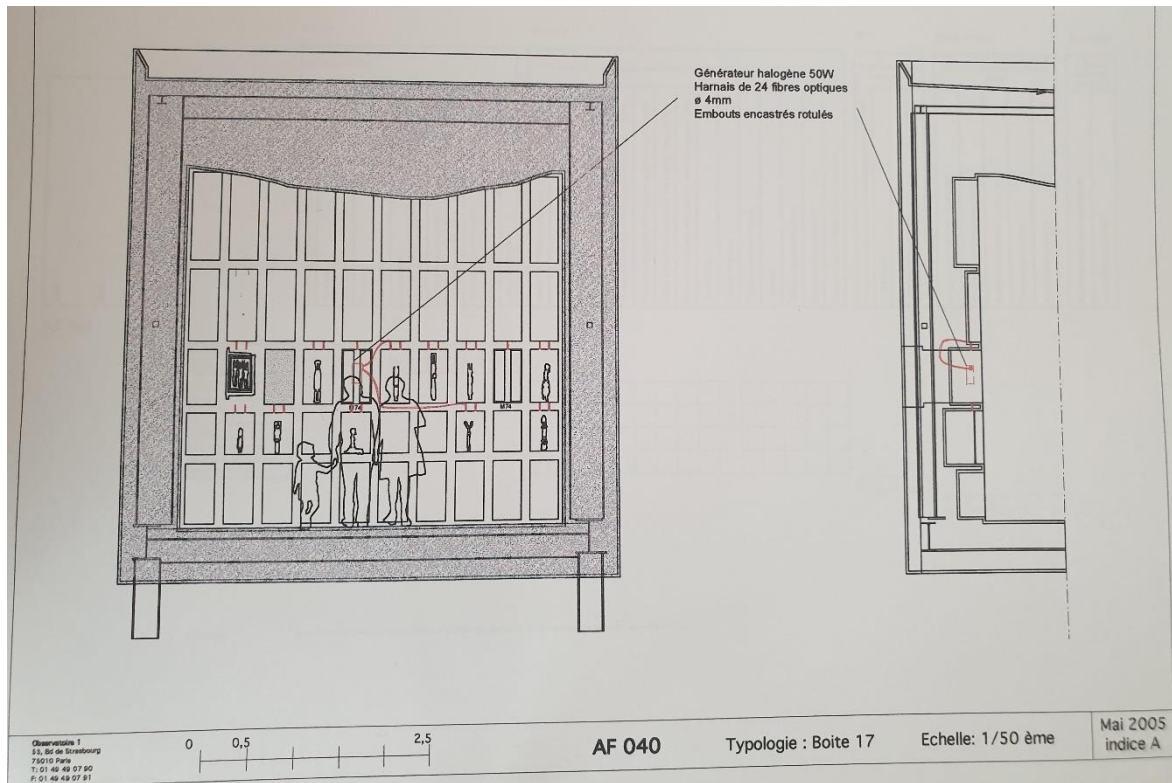 Générateur halogène 50W
Harnais de 24 fibres optiques
ø 4mm
Embouts encastrés rotulés
M74
M74
Observatoire 1
53, Bd de Strasbourg
75010 Paris
T: 01 49 49 07 90
F: 01 49 49 07 91
0 0,5 2,5
AF 040
Typologie : Boite 17
Echelle: 1/50 ème
Mai 2005
indice A